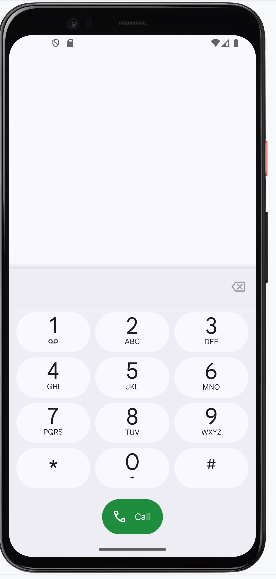 1 2 3
ABC DEF
4 5 6
GHI JKL MNO
7 8 9
PQRS TUV WXYZ
* 0 #
+
Call